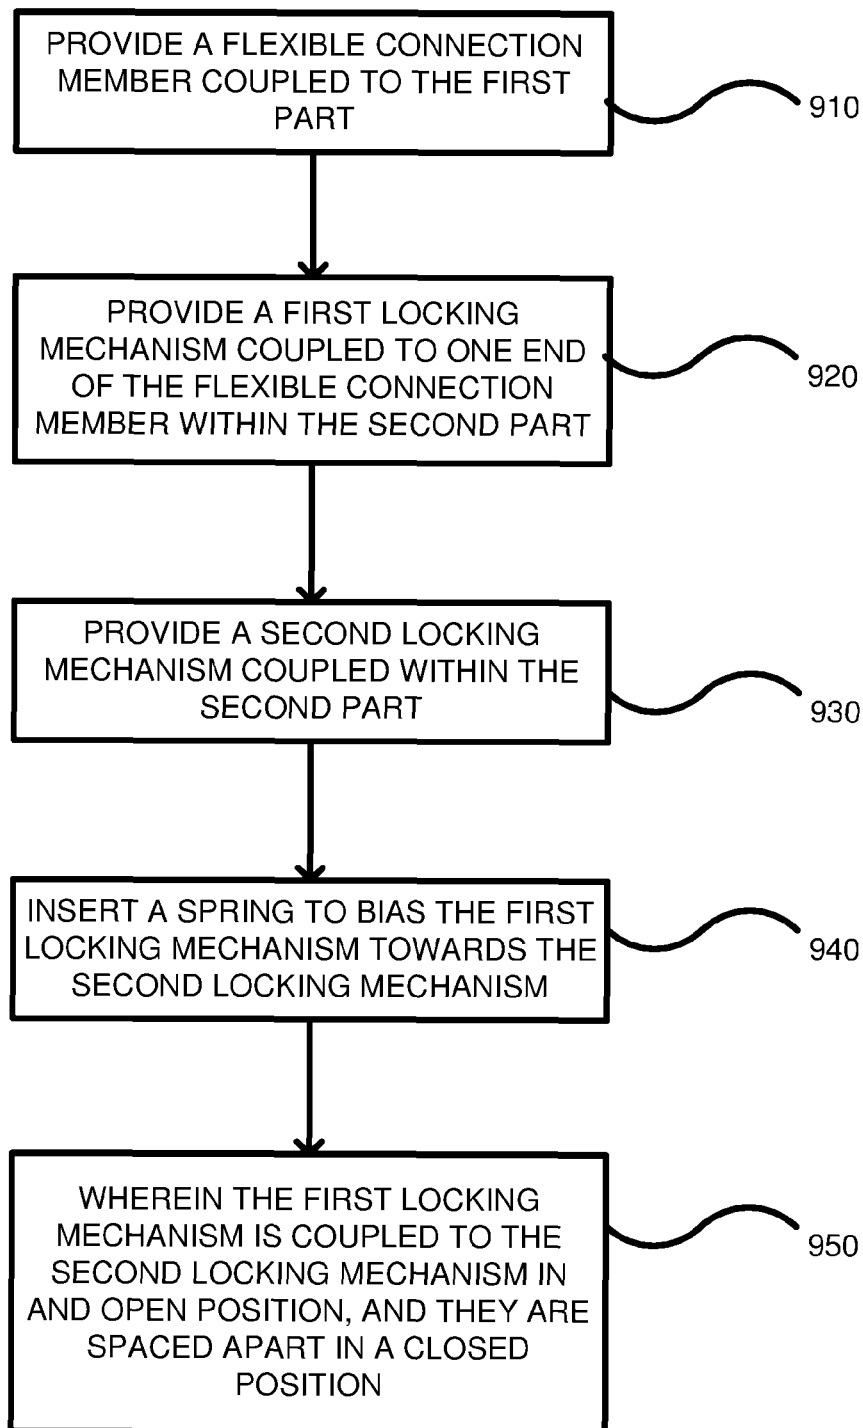 PROVIDE A FLEXIBLE CONNECTION
MEMBER COUPLED TO THE FIRST
PART
910
PROVIDE A FIRST LOCKING
MECHANISM COUPLED TO ONE END
OF THE FLEXIBLE CONNECTION
MEMBER WITHIN THE SECOND PART
920
PROVIDE A SECOND LOCKING
MECHANISM COUPLED WITHIN THE
SECOND PART
930
INSERT A SPRING TO BIAS THE FIRST
LOCKING MECHANISM TOWARDS THE
SECOND LOCKING MECHANISM
940
WHEREIN THE FIRST LOCKING
MECHANISM IS COUPLED TO THE
SECOND LOCKING MECHANISM IN
AND OPEN POSITION, AND THEY ARE
SPACED APART IN A CLOSED
POSITION
950